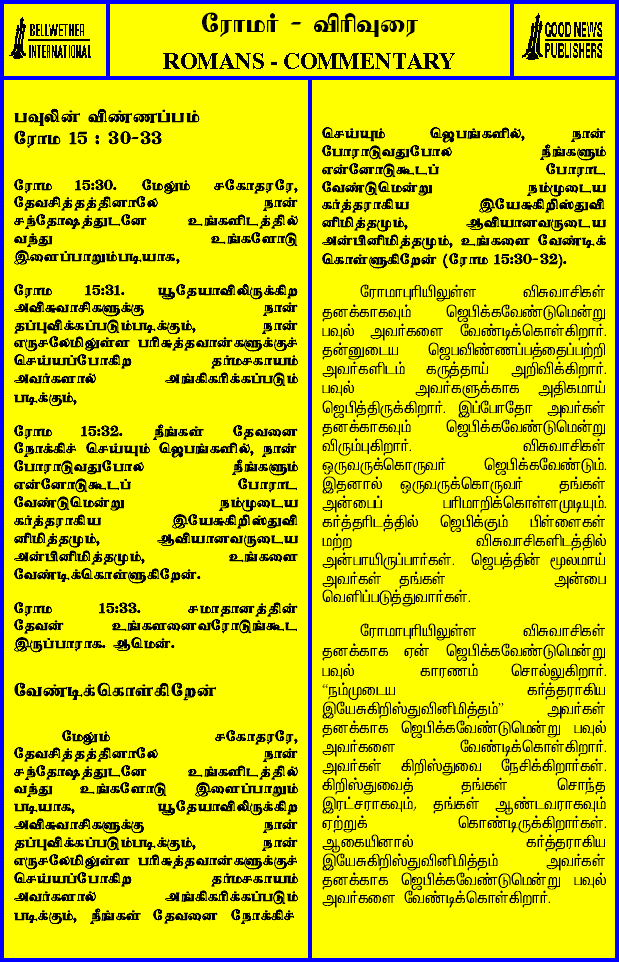 BELLWETHER
INTERNATIONAL
ரோமர் - விரிவுரை
ROMANS - COMMENTARY
GOOD NEWS
PUBLISHERS
பவுலின் விண்ணப்பம்
ரோம 15 : 30-33
ரோம 15:30. மேலும் சகோதரரே,
தேவசித்தத்தினாலே நான்
சந்தோஷத்துடனே உங்களிடத்தில்
வந்து உங்களோடு
இளைப்பாறும்படியாக,
ரோம 15:31. யூதேயாவிலிருக்கிற
அவிசுவாசிகளுக்கு நான்
தப்புவிக்கப்படும்படிக்கும், நான்
எருசலேமிலுள்ள பரிசுத்தவான்களுக்குச்
செய்யப்போகிற தர்மசகாயம்
அவர்களால் அங்கிகரிக்கப்படும்
படிக்கும்,
ரோம 15:32. நீங்கள் தேவனை
நோக்கிச் செய்யும் ஜெபங்களில், நான்
போராடுவதுபோல நீங்களும்
என்னோடுகூடப் போராட
வேண்டுமென்று நம்முடைய
கர்த்தராகிய இயேசுகிறிஸ்துவி
னிமித்தமும், ஆவியானவருடைய
அன்பினிமித்தமும், உங்களை
வேண்டிக்கொள்ளுகிறேன்.
ரோம 15:33. சமாதானத்தின்
தேவன் உங்களனைவரோடுங்கூட
இருப்பாராக. ஆமென்.
வேண்டிக்கொள்கிறேன்
மேலும் சகோதரரே,
தேவசித்தத்தினாலே நான்
சந்தோஷத்துடனே உங்களிடத்தில்
வந்து உங்களோடு இளைப்பாறும்
படியாக, யூதேயாவிலிருக்கிற
அவிசுவாசிகளுக்கு நான்
தப்புவிக்கப்படும்படிக்கும், நான்
எருசலேமிலுள்ள பரிசுத்தவான்களுக்குச்
செய்யப்போகிற தர்மசகாயம்
அவர்களால் அங்கிகரிக்கப்படும்
படிக்கும், நீங்கள் தேவனை நோக்கிச்
செய்யும் ஜெபங்களில், நான்
போராடுவதுபோல நீங்களும்
என்னோடுகூடப் போராட
வேண்டுமென்று நம்முடைய
கர்த்தராகிய இயேசுகிறிஸ்துவி
னிமித்தமும், ஆவியானவருடைய
அன்பினிமித்தமும், உங்களை வேண்டிக்
கொள்ளுகிறேன் (ரோம 15:30-32).
ரோமாபுரியிலுள்ள விசுவாசிகள்
தனக்காகவும் ஜெபிக்கவேண்டுமென்று
பவுல் அவர்களை வேண்டிக்கொள்கிறார்.
தன்னுடைய ஜெபவிண்ணப்பத்தைப்பற்றி
அவர்களிடம் கருத்தாய் அறிவிக்கிறார்.
பவுல் அவர்களுக்காக அதிகமாய்
ஜெபித்திருக்கிறார். இப்போதோ அவர்கள்
தனக்காகவும் ஜெபிக்கவேண்டுமென்று
விரும்புகிறார். விசுவாசிகள்
ஒருவருக்கொருவர் ஜெபிக்கவேண்டும்.
இதனால் ஒருவருக்கொருவர் தங்கள்
அன்பைப் பரிமாறிக்கொள்ளமுடியும்.
கர்த்தரிடத்தில் ஜெபிக்கும் பிள்ளைகள்
மற்ற விசுவாசிகளிடத்தில்
அன்பாயிருப்பார்கள். ஜெபத்தின் மூலமாய்
அவர்கள் தங்கள் அன்பை
வெளிப்படுத்துவார்கள்.
ரோமாபுரியிலுள்ள விசுவாசிகள்
தனக்காக ஏன் ஜெபிக்கவேண்டுமென்று
பவுல் காரணம் சொல்லுகிறார்.
“நம்முடைய கர்த்தராகிய
இயேசுகிறிஸ்துவினிமித்தம்” அவர்கள்
தனக்காக ஜெபிக்கவேண்டுமென்று பவுல்
அவர்களை வேண்டிக்கொள்கிறார்.
அவர்கள் கிறிஸ்துவை நேசிக்கிறார்கள்.
கிறிஸ்துவைத் தங்கள் சொந்த
இரட்சராகவும், தங்கள் ஆண்டவராகவும்
ஏற்றுக் கொண்டிருக்கிறார்கள்.
ஆகையினால் கர்த்தராகிய
இயேசுகிறிஸ்துவினிமித்தம் அவர்கள்
தனக்காக ஜெபிக்கவேண்டுமென்று பவுல்
அவர்களை வேண்டிக்கொள்கிறார்.